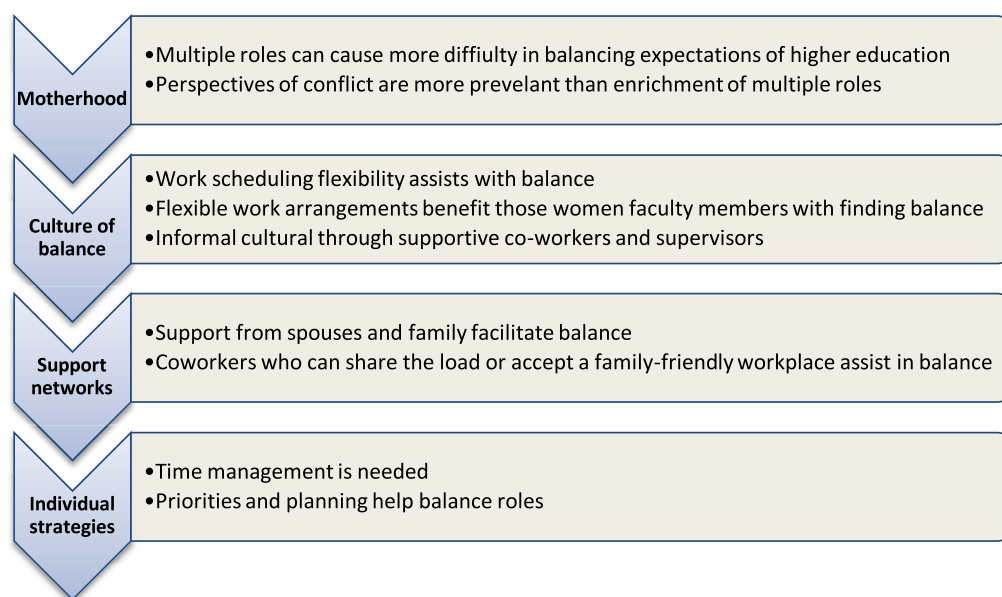 Motherhood
•Multiple roles can cause more diffiulty in balancing expectations of higher education
•Perspectives of conflict are more prevelant than enrichment of multiple roles
Culture of
balance
•Work scheduling flexibility assists with balance
•Flexible work arrangements benefit those women faculty members with finding balance
•Informal cultural through supportive co-workers and supervisors
Support
networks
•Support from spouses and family facilitate balance
•Coworkers who can share the load or accept a family-friendly workplace assist in balance
Individual
strategies
•Time management is needed
•Priorities and planning help balance roles